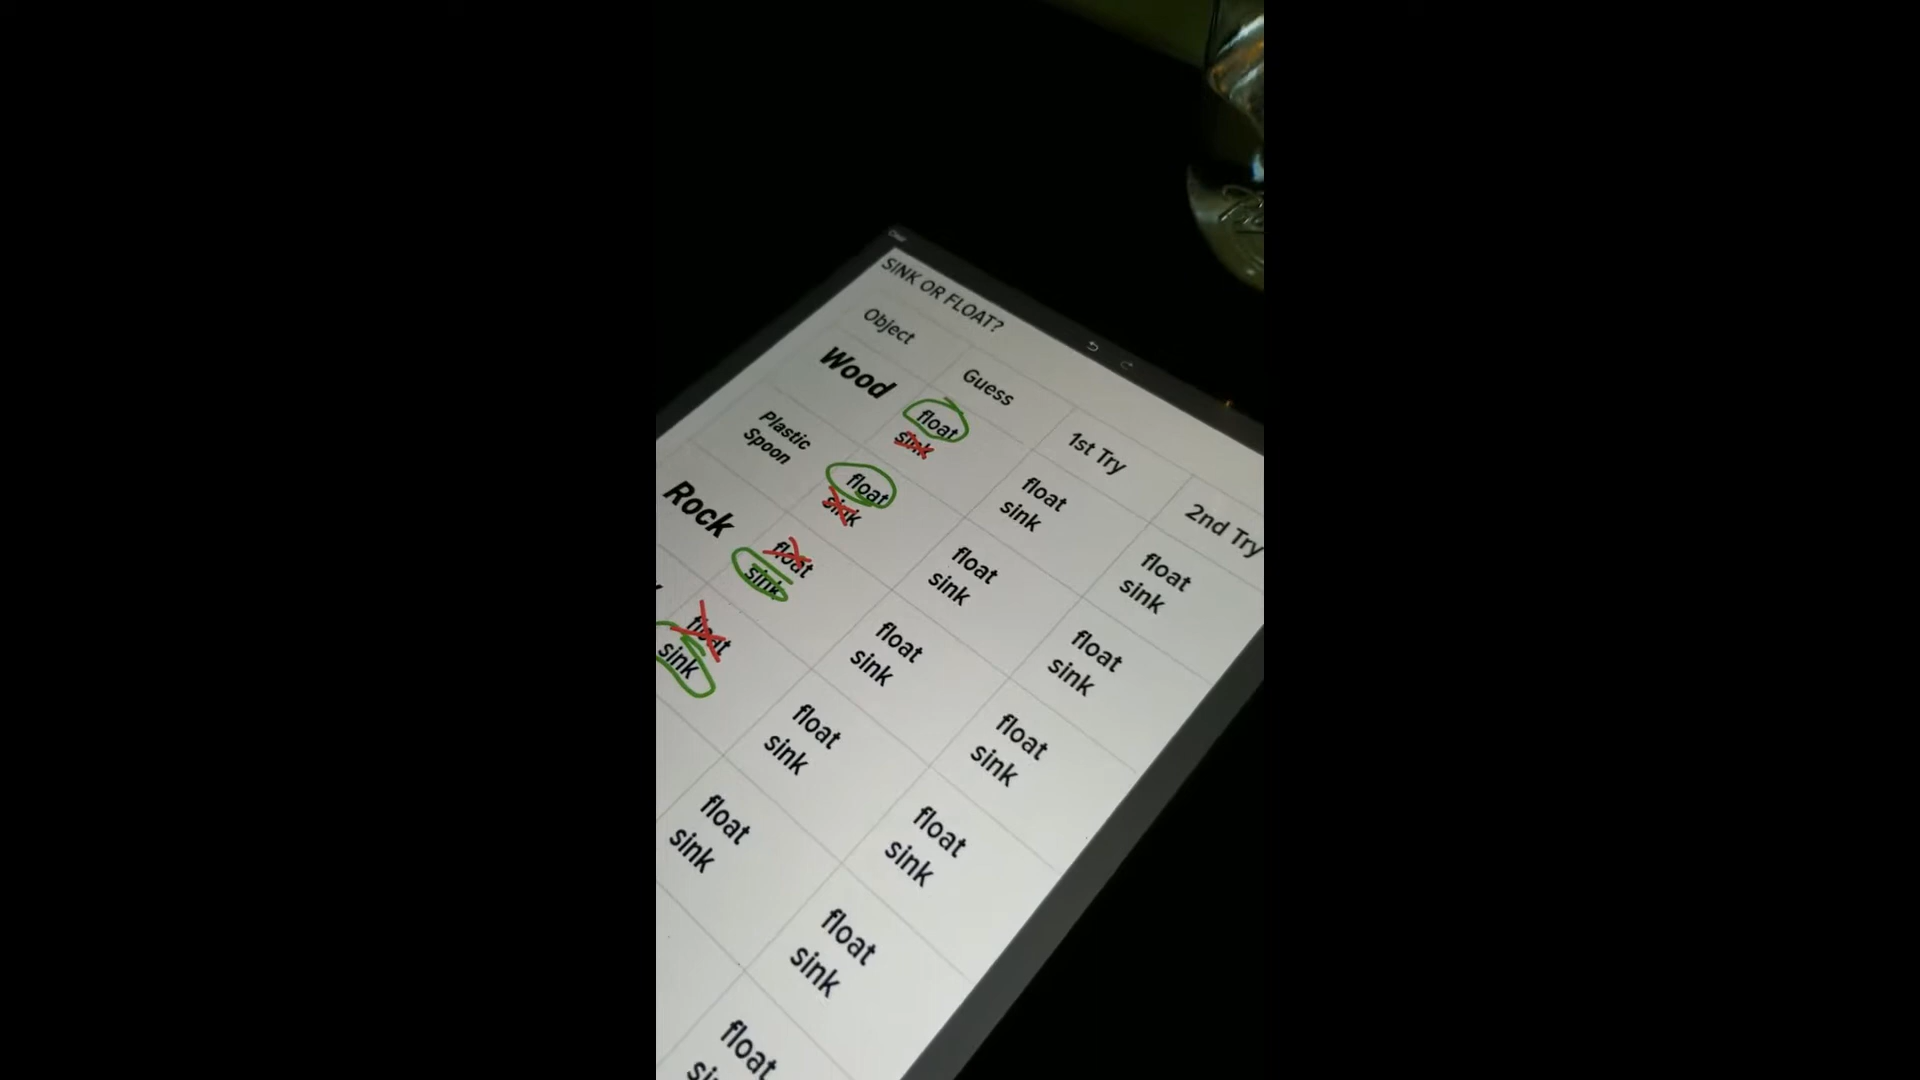 SINK OR FLOAT?
Object
Guess
1st Try
2nd Try
Wood
float
sink
float
sink
float
sink
Plastic
Spoon
float
sink
float
sink
float
sink
Rock
float
sink
float
sink
float
sink
float
sink
float
sink
float
sink
float
sink
float
sink
float